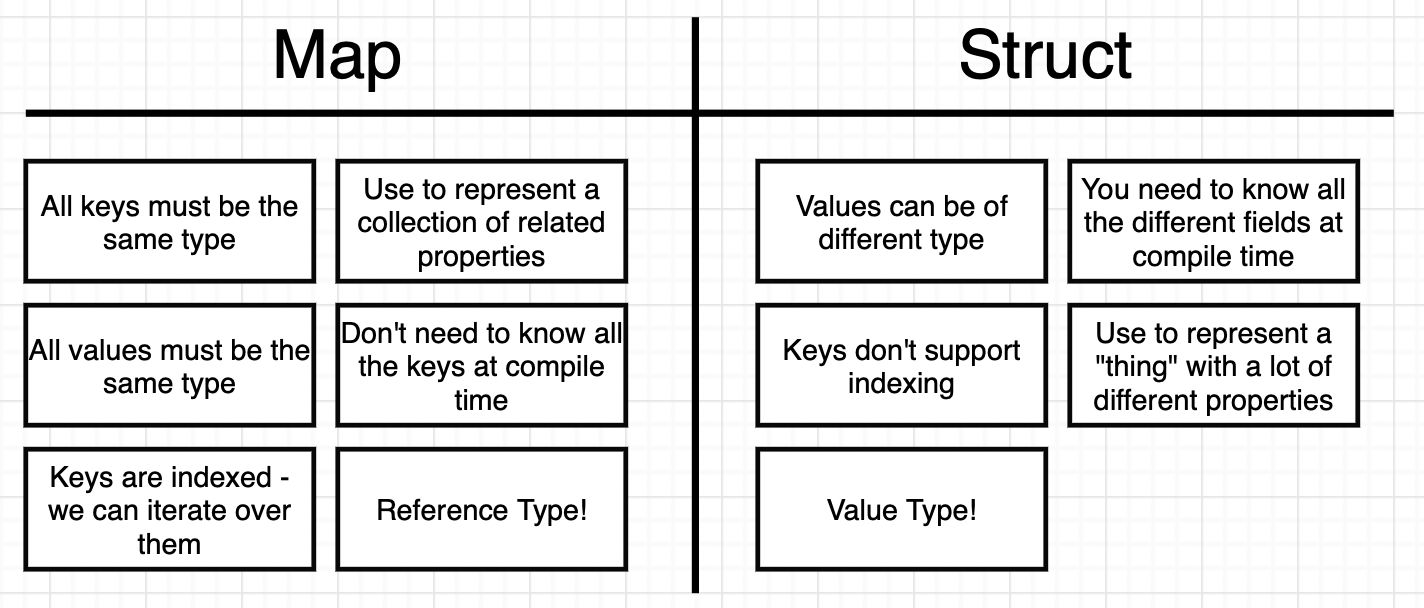 Map
Struct
All keys must be the
same type
Use to represent a
collection of related
properties
Values can be of
different type
You need to know all
the different fields at
compile time
All values must be the
same type
Don't need to know all
the keys at compile
time
Keys don't support
indexing
Use to represent a
"thing" with a lot of
different properties
Keys are indexed -
we can iterate over
them
Reference Type!
Value Type!